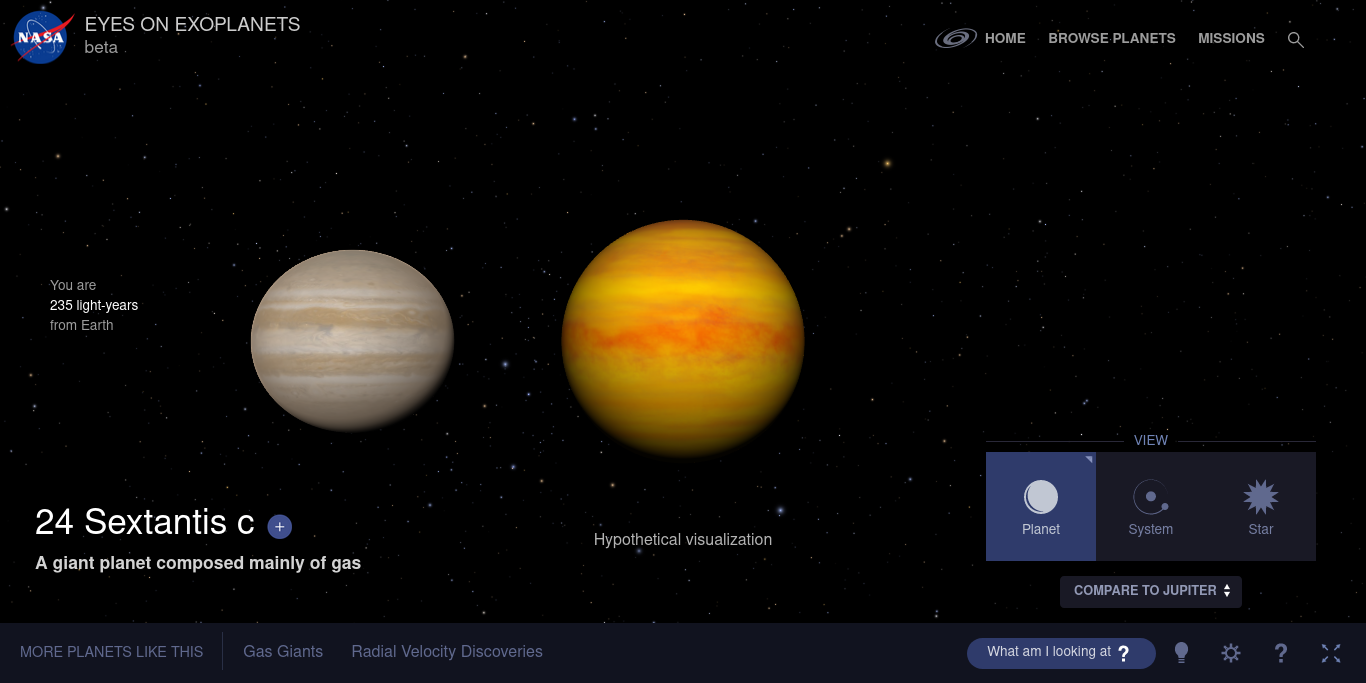 NASA
EYES ON EXOPLANETS
beta
HOME
BROWSE PLANETS
MISSIONS
You are
235 light-years
from Earth
24 Sextantis c +
A giant planet composed mainly of gas
Hypothetical visualization
VIEW
Planet
System
Star
COMPARE TO JUPITER
MORE PLANETS LIKE THIS
Gas Giants
Radial Velocity Discoveries
What am I looking at ?
?